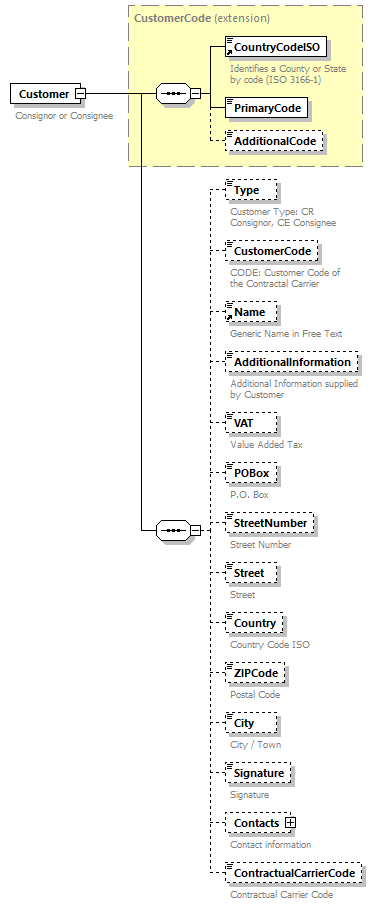 CustomerCode (extension)
CountryCodeISO
Identifies a County or State
by code (ISO 3166-1)
Customer
Consignor or Consignee
PrimaryCode
AdditionalCode
Type
Customer Type: CR
Consignor, CE Consignee
CustomerCode
CODE: Customer Code of
the Contractal Carrier
Name
Generic Name in Free Text
AdditionalInformation
Additional Information supplied
by Customer
VAT
Value Added Tax
POBox
P.O. Box
StreetNumber
Street Number
Street
Street
Country
Country Code ISO
ZIPCode
Postal Code
City
City / Town
Signature
Signature
Contacts
Contact information
ContractualCarrierCode
Contractual Carrier Code